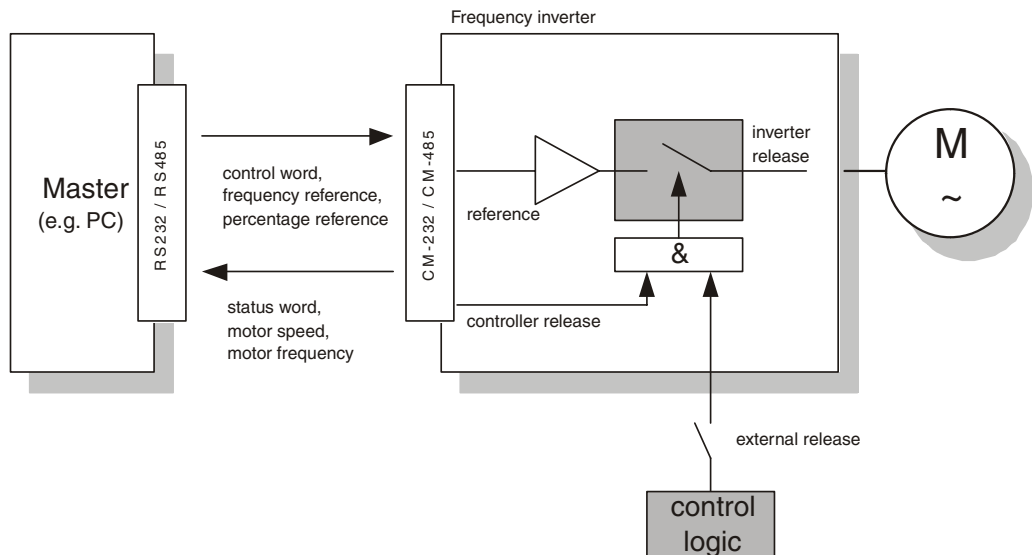 Frequency inverter
Master
(e.g. PC)
RS232 / RS485
control word,
frequency reference,
percentage reference
status word,
motor speed,
motor frequency
CM-232 / CM-485
reference
controller release
&
inverter
release
M
~
external release
control
logic